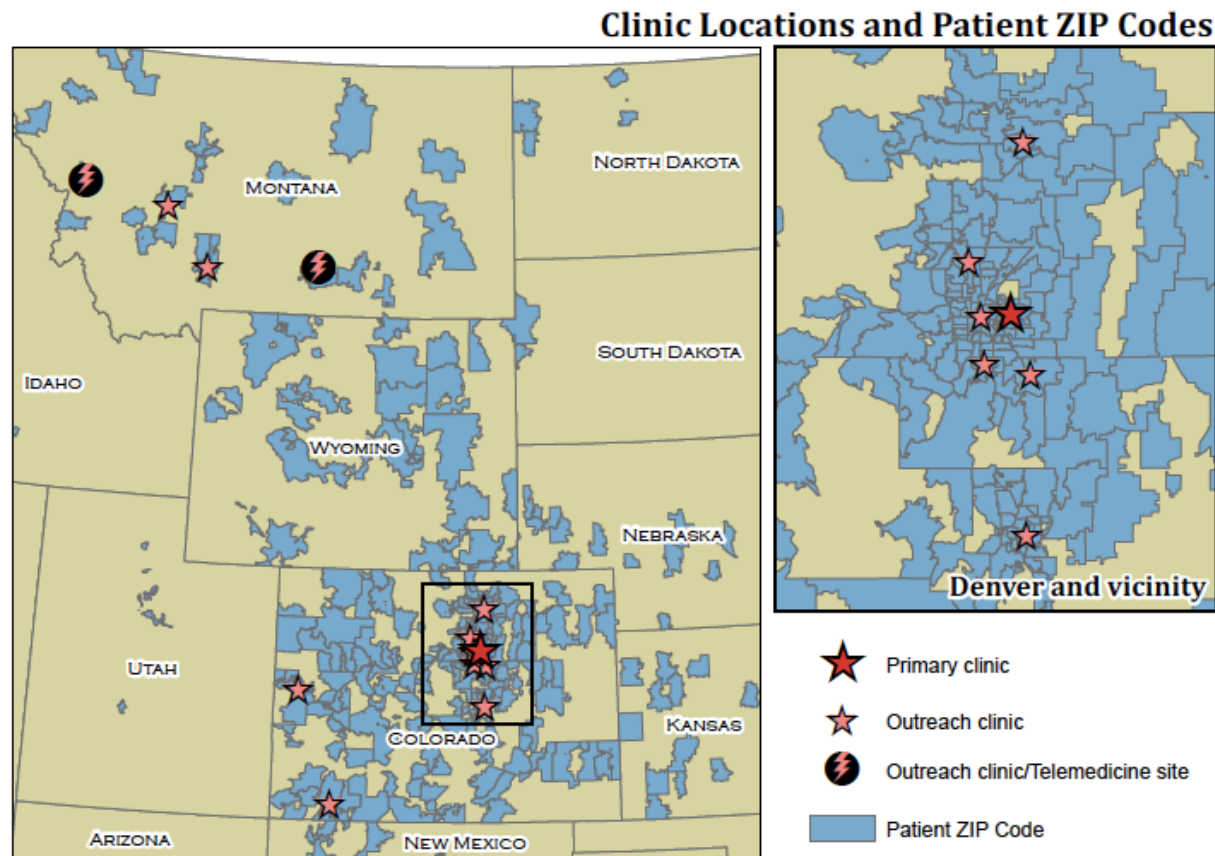 Clinic Locations and Patient ZIP Codes
NORTH DAKOTA
MONTANA
SOUTH DAKOTA
IDAHO
WYOMING
NEBRASKA
Denver and vicinity
UTAH
Primary clinic
Outreach clinic
KANSAS
COLORADO
Outreach clinic/Telemedicine site
Patient ZIP Code
ARIZONA
NEW MEXICO